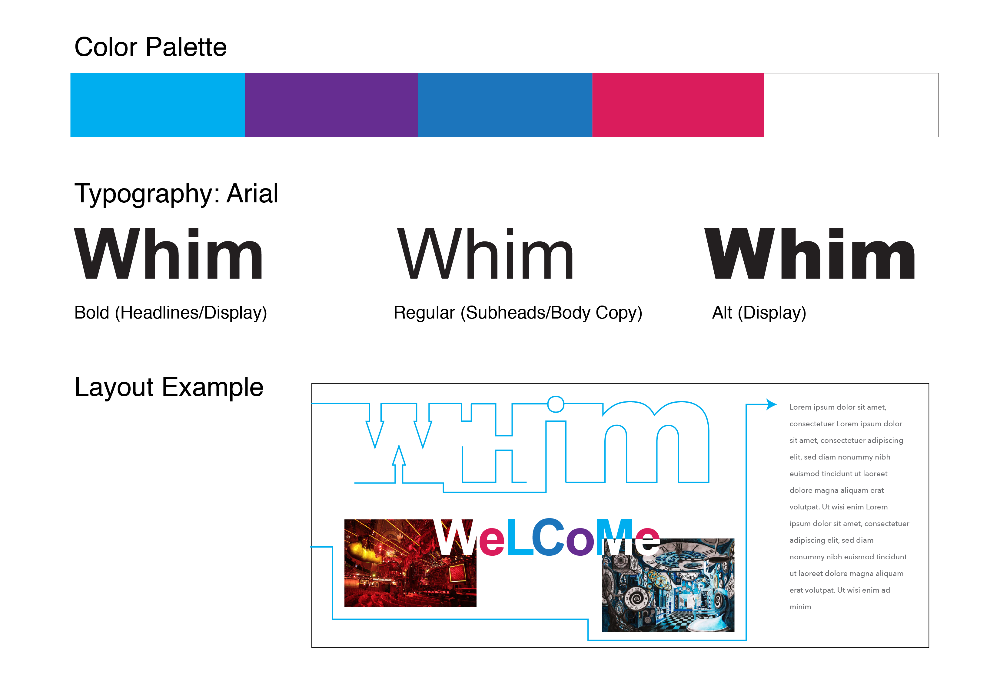 Color Palette
Typography: Arial
Whim
Whim
Whim
Bold (Headlines/Display)
Regular (Subheads/Body Copy)
Alt (Display)
Layout Example
WHim
WeLCoMe
Lorem ipsum dolor sit amet,
consectetuer Lorem ipsum dolor
sit amet, consectetuer adipiscing
elit, sed diam nonummy nibh
euismod tincidunt ut laoreet
dolore magna aliquam erat
volutpat. Ut wisi enim Lorem
ipsum dolor sit amet, consectetuer
adipiscing elit, sed diam
nonummy nibh euismod tincidunt
ut laoreet dolore magna aliquam
erat volutpat. Ut wisi enim ad
minim